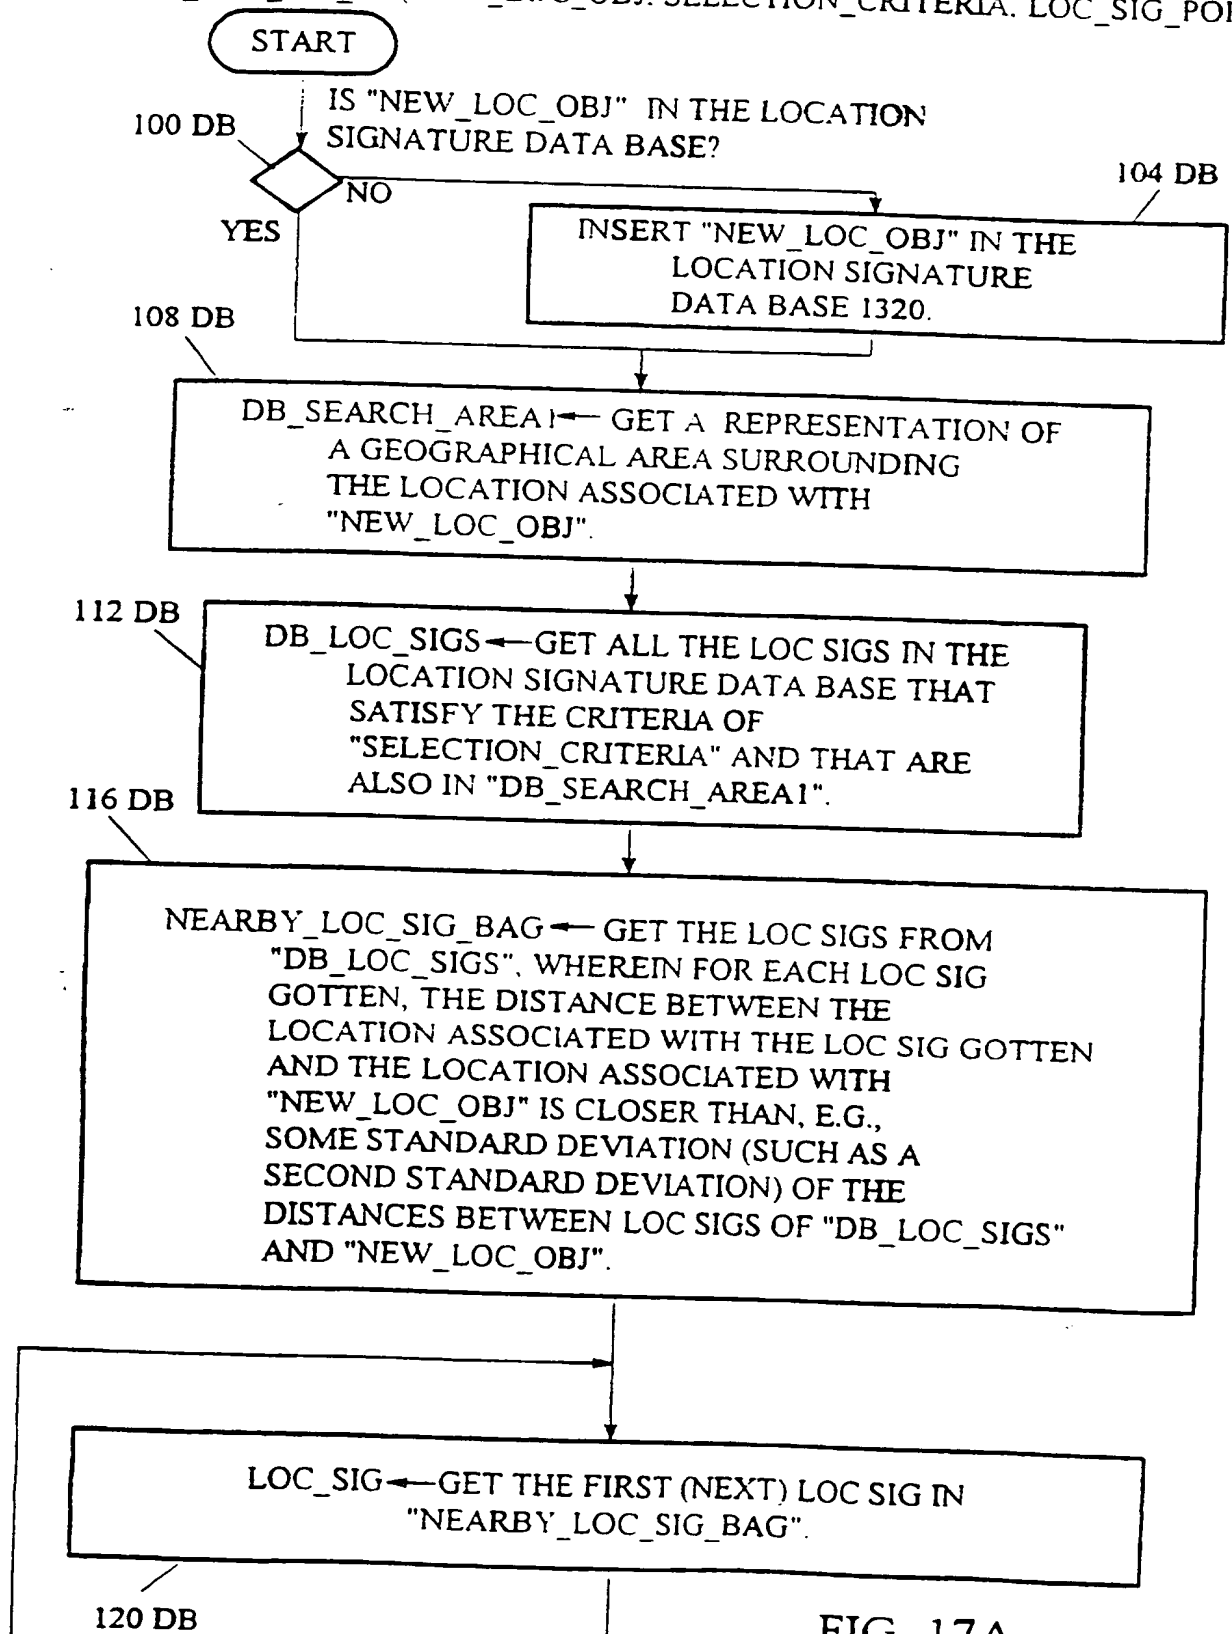 SELECTION_CRITERIA, LOC_SIG_POP
START
IS "NEW_LOC_OBJ" IN THE LOCATION
SIGNATURE DATA BASE?
100 DB
NO
YES
104 DB
INSERT "NEW_LOC_OBJ" IN THE
LOCATION SIGNATURE
DATA BASE 1320.
108 DB
DB_SEARCH_AREA1← GET A REPRESENTATION OF
A GEOGRAPHICAL AREA SURROUNDING
THE LOCATION ASSOCIATED WITH
"NEW_LOC_OBJ".
112 DB
DB_LOC_SIGS←GET ALL THE LOC SIGS IN THE
LOCATION SIGNATURE DATA BASE THAT
SATISFY THE CRITERIA OF
"SELECTION_CRITERIA" AND THAT ARE
ALSO IN "DB_SEARCH_AREA1".
116 DB
NEARBY_LOC_SIG_BAG← GET THE LOC SIGS FROM
"DB_LOC_SIGS", WHEREIN FOR EACH LOC SIG
GOTTEN, THE DISTANCE BETWEEN THE
LOCATION ASSOCIATED WITH THE LOC SIG GOTTEN
AND THE LOCATION ASSOCIATED WITH
"NEW_LOC_OBJ" IS CLOSER THAN, E.G.,
SOME STANDARD DEVIATION (SUCH AS A
SECOND STANDARD DEVIATION) OF THE
DISTANCES BETWEEN LOC SIGS OF "DB_LOC_SIGS"
AND "NEW_LOC_OBJ".
LOC_SIG←GET THE FIRST (NEXT) LOC SIG IN
"NEARBY_LOC_SIG_BAG".
120 DB
FIG. 17A